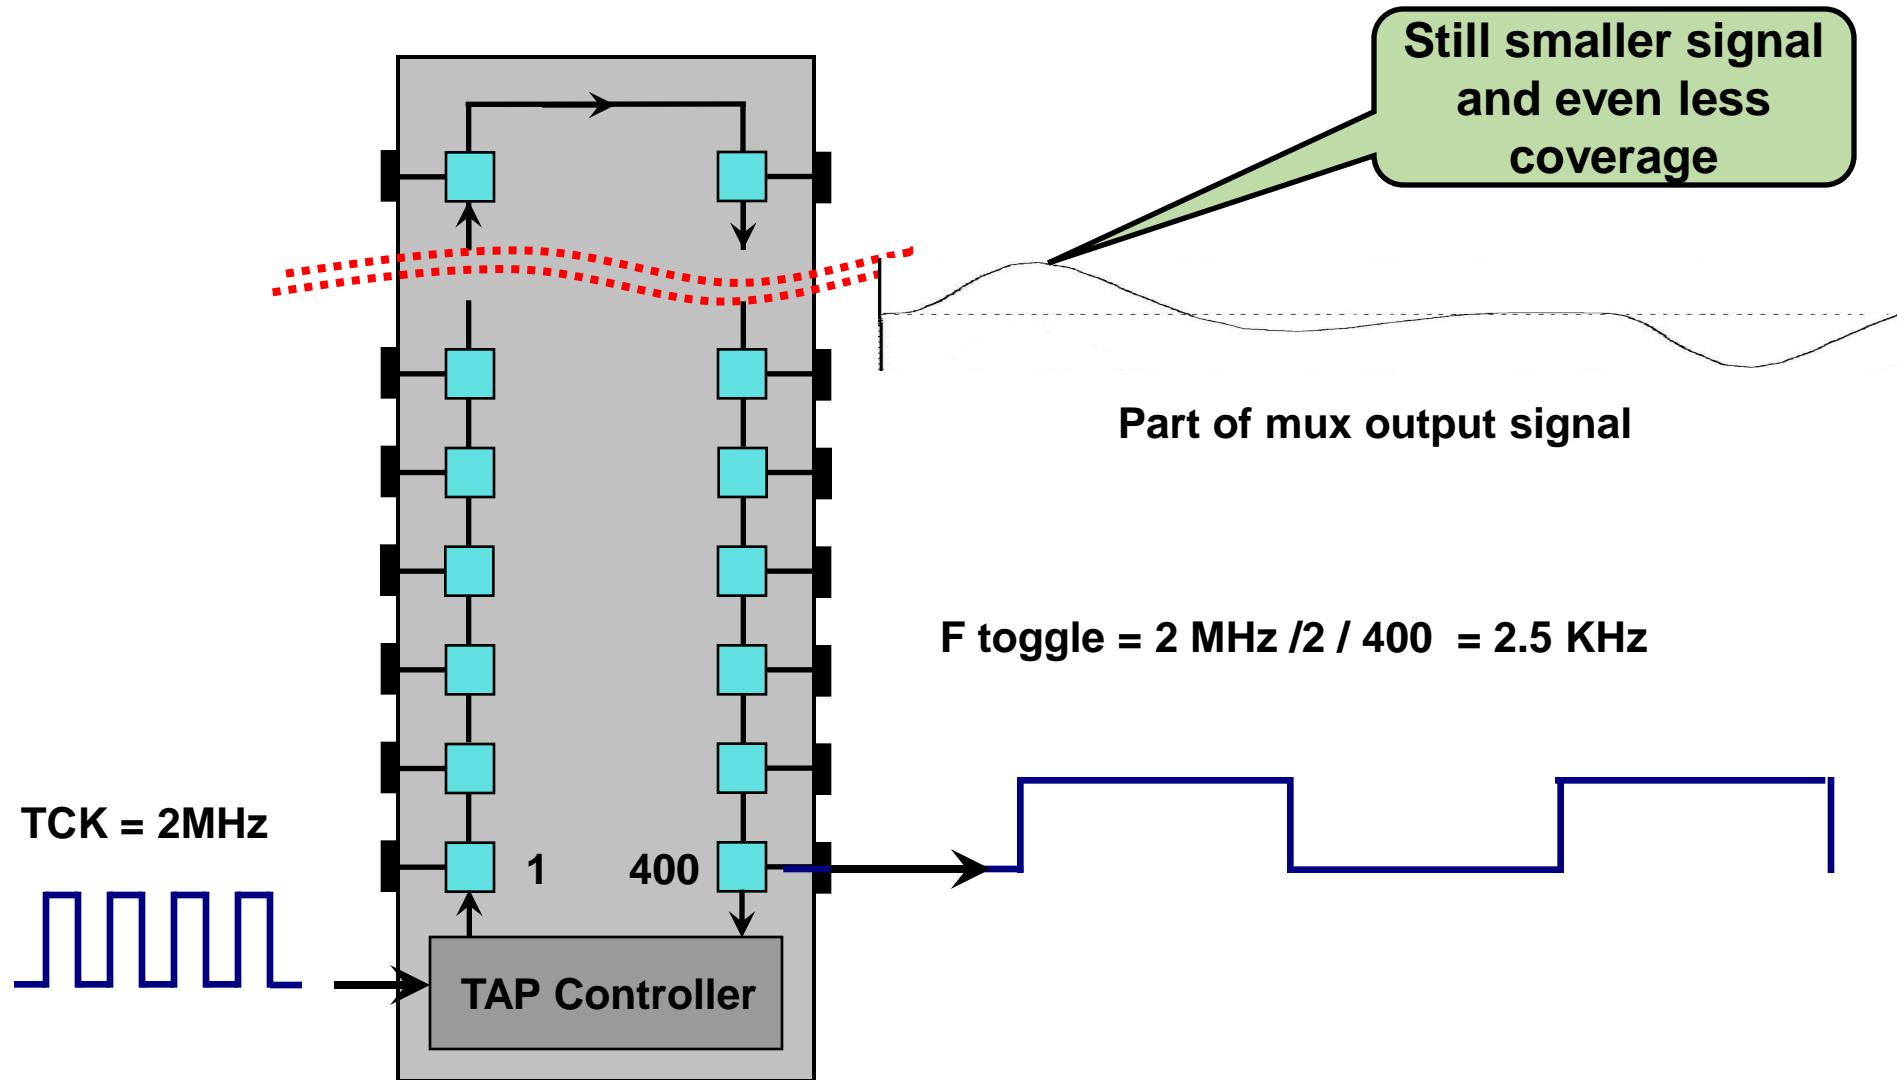 Still smaller signal
and even less
coverage
Part of mux output signal
F toggle = 2 MHz /2 / 400 = 2.5 KHz
TCK = 2MHz
1
400
TAP Controller